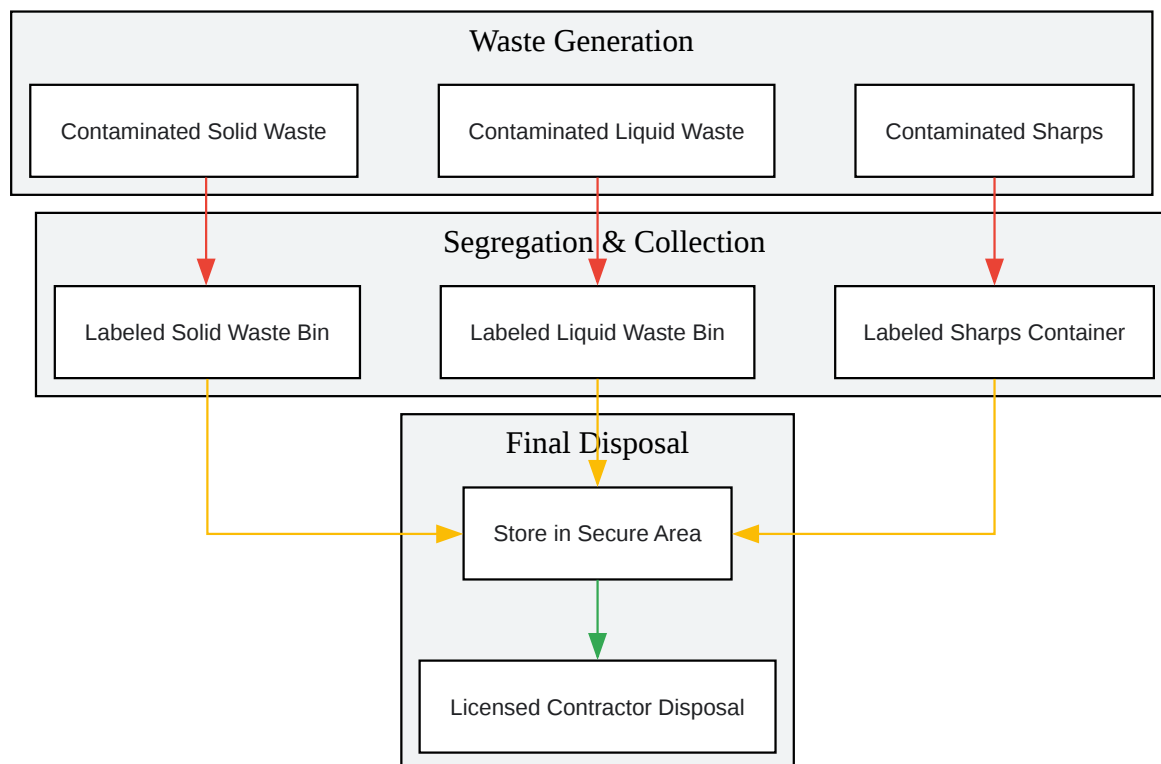 Waste Generation
Contaminated Solid Waste
Contaminated Liquid Waste
Contaminated Sharps
Segregation & Collection
Labeled Solid Waste Bin
Labeled Liquid Waste Bin
Labeled Sharps Container
Final Disposal
Store in Secure Area
Licensed Contractor Disposal